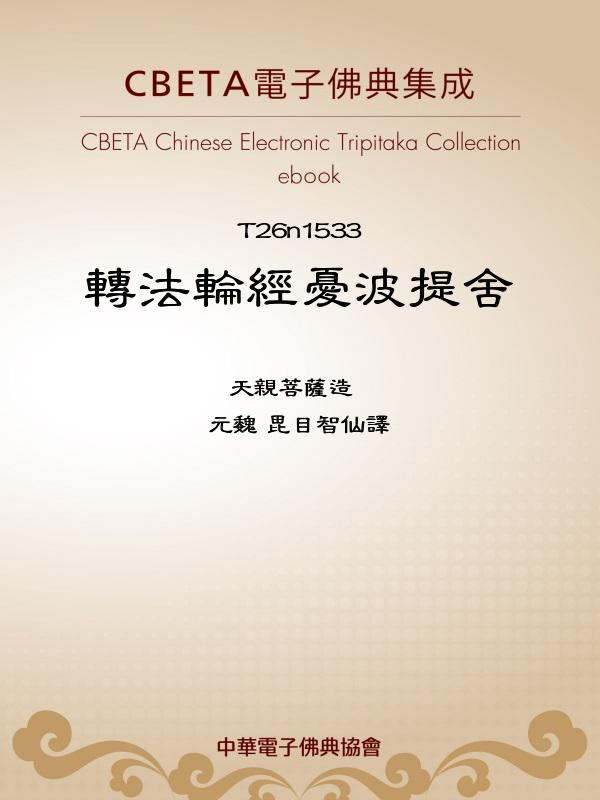 CBETA電子佛典集成
CBETA Chinese Electronic Tripitaka Collection
ebook
T26n1533
轉法輪經憂波提舍
天親菩薩造
元魏 毘目智仙譯
中華電子佛典協會